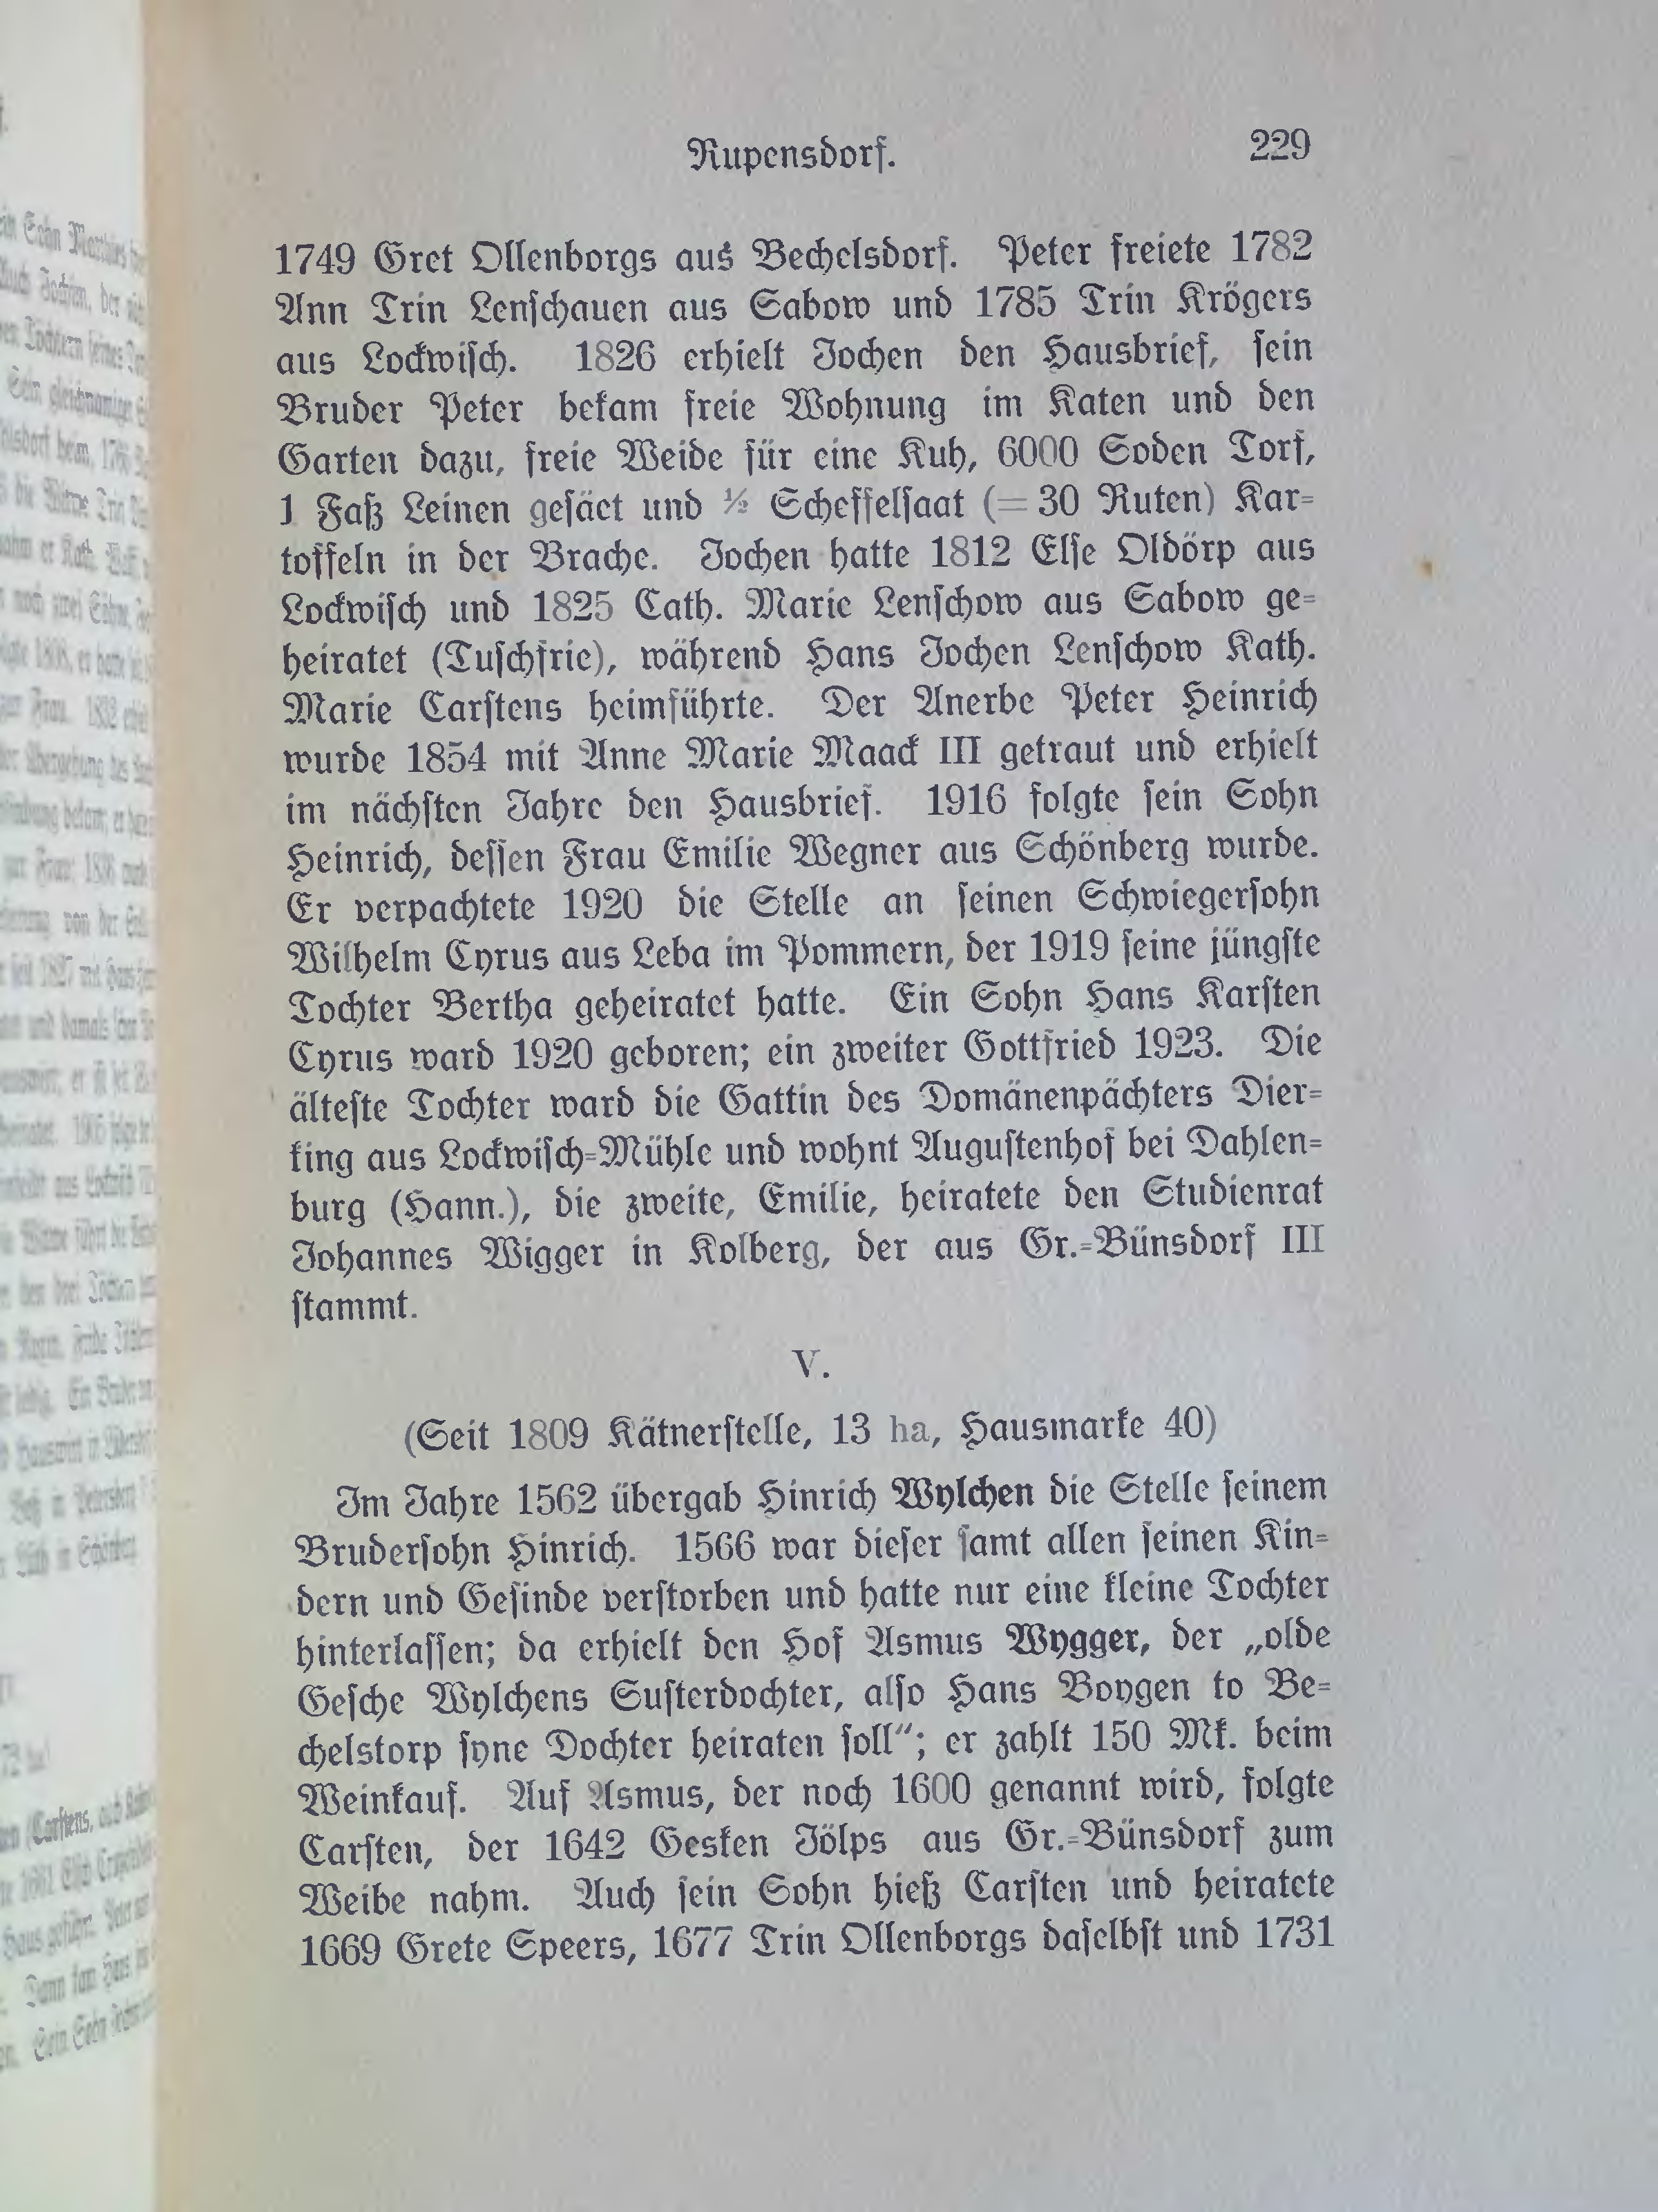 Rupensdorf. 229
1749 Gret Ollenborgs aus Bechelsdorf. Peter freiete 1782
Ann Trin Lenſchauen aus Sabow und 1785 Trin Krögers
aus Lockwiſch. 1826 erhielt Jochen den Hausbrief, ſein
Bruder Peter bekam freie Wohnung im Katen und den
Garten dazu, freie Weide für eine Kuh, 6000 Soden Torf,
1 Faß Leinen geſäet und ½ Scheffelſaat (= 30 Ruten) Kar-
toffeln in der Brache. Jochen hatte 1812 Elſe Oldörp aus
Lockwiſch und 1825 Cath. Marie Lenſchow aus Sabow ge-
heiratet (Tuſchfrie), während Hans Jochen Lenſchow Kath.
Marie Carſtens heimführte. Der Anerbe Peter Heinrich
wurde 1854 mit Anne Marie Maack III getraut und erhielt
im nächſten Jahre den Hausbrief. 1916 folgte ſein Sohn
Heinrich, deſſen Frau Emilie Wegner aus Schönberg wurde.
Er verpachtete 1920 die Stelle an ſeinen Schwiegerſohn
Wilhelm Cyrus aus Leba im Pommern, der 1919 ſeine jüngſte
Tochter Bertha geheiratet hatte. Ein Sohn Hans Karſten
Cyrus ward 1920 geboren; ein zweiter Gottfried 1923. Die
älteſte Tochter ward die Gattin des Domänenpächters Dier-
king aus Lockwiſch-Mühle und wohnt Auguſtenhof bei Dahlen-
burg (Hann.), die zweite, Emilie, heiratete den Studienrat
Johannes Wigger in Kolberg, der aus Gr.-Bünsdorf III
ſtammt.
V.
(Seit 1809 Kätnerſtelle, 13 ha, Hausmarke 40)
Im Jahre 1562 übergab Hinrich Wylchen die Stelle ſeinem
Bruderſohn Hinrich. 1566 war dieſer ſamt allen ſeinen Kin-
dern und Geſinde verſtorben und hatte nur eine kleine Tochter
hinterlaſſen; da erhielt den Hof Asmus Wygger, der „olde
Geſche Wylchens Suſterdochter, alſo Hans Boygen to Be-
chelstorp ſyne Dochter heiraten ſoll“; er zahlt 150 Mk. beim
Weinkauf. Auf Asmus, der noch 1600 genannt wird, folgte
Carſten, der 1642 Gesken Jölps aus Gr.-Bünsdorf zum
Weibe nahm. Auch ſein Sohn hieß Carſten und heiratete
1669 Grete Speers, 1677 Trin Ollenborgs daſelbſt und 1731